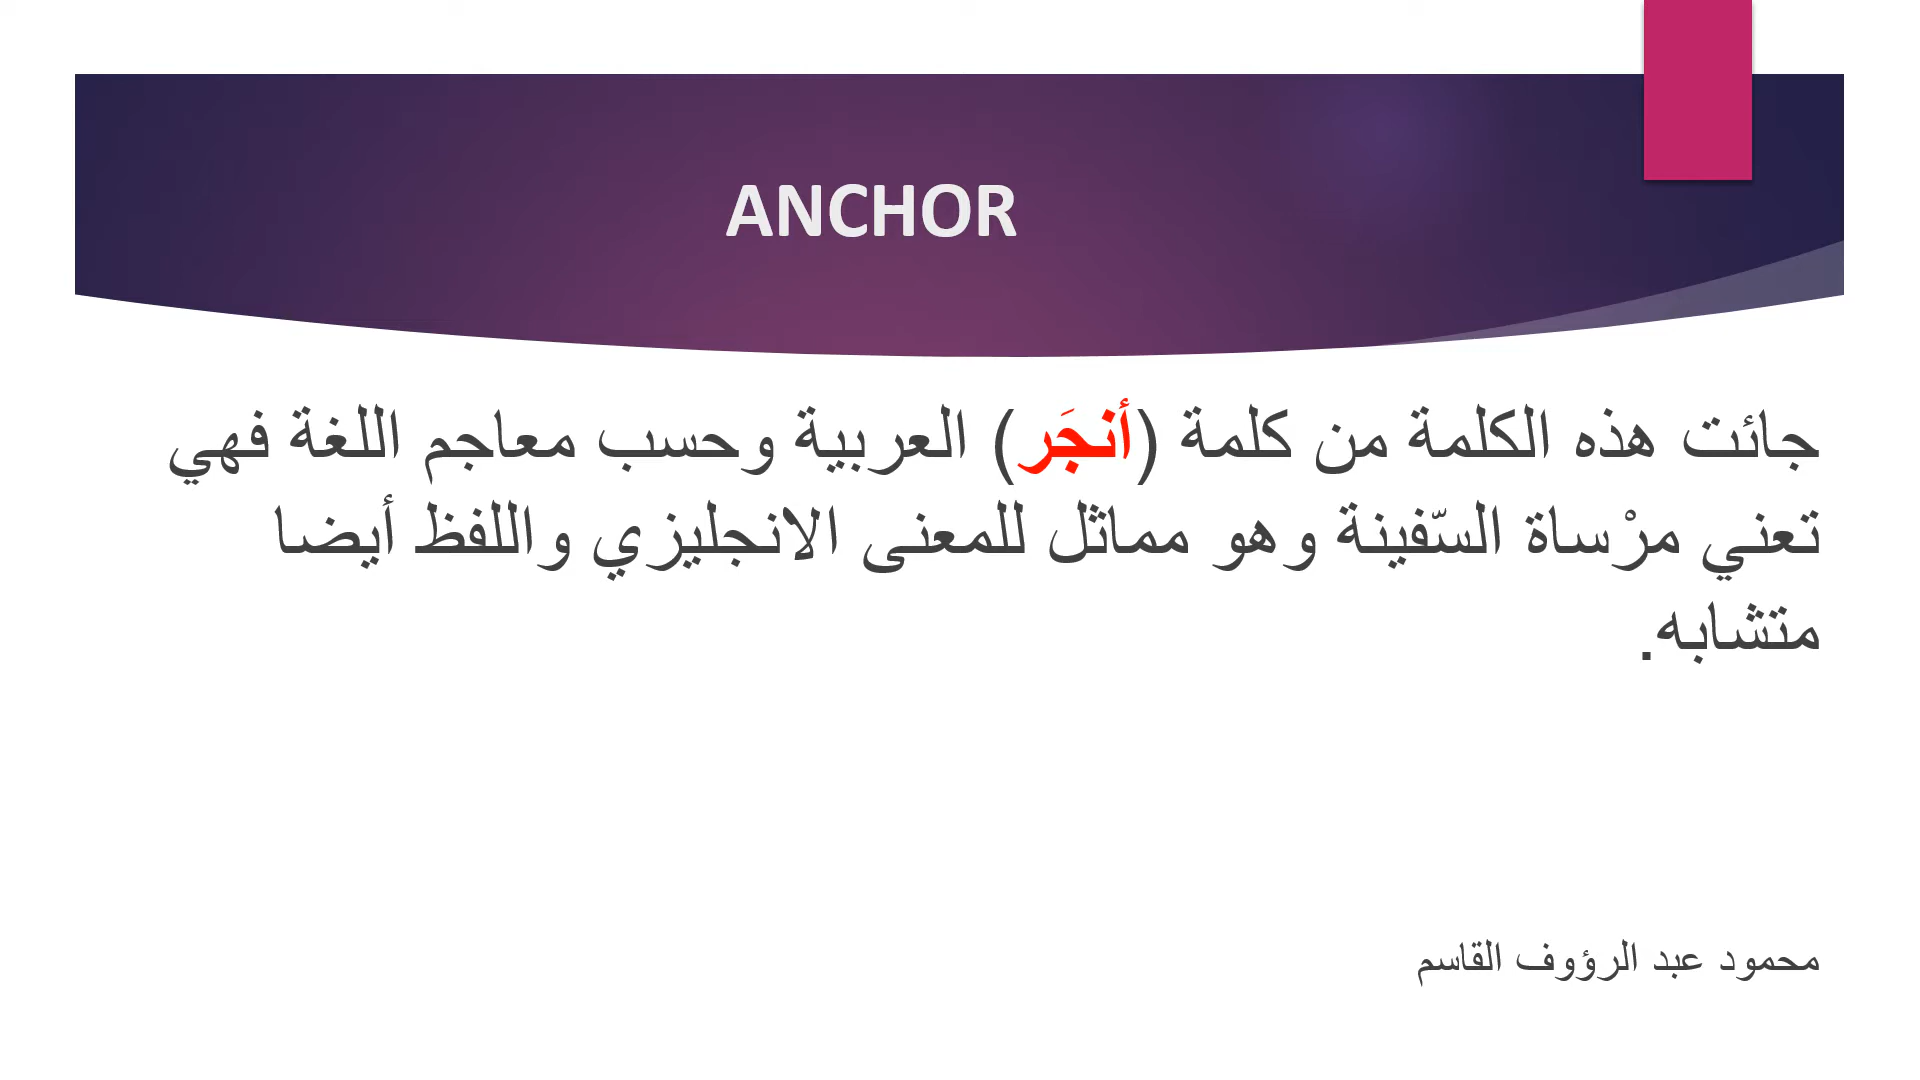 ANCHOR
جائت هذه الكلمة من كلمة (أنجَر) العربية وحسب معاجم اللغة فهي
تعني مرْساة السّفينة وهو مماثل للمعنى الانجليزي واللفظ أيضا
متشابه.
محمود عبد الرؤوف القاسم